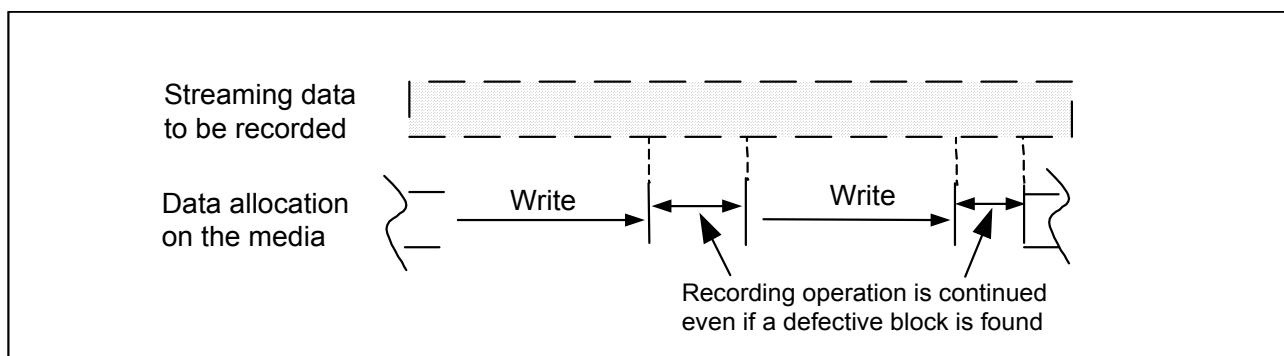 Streaming data
to be recorded
Data allocation
on the media
Write
Write
Recording operation is continued
even if a defective block is found